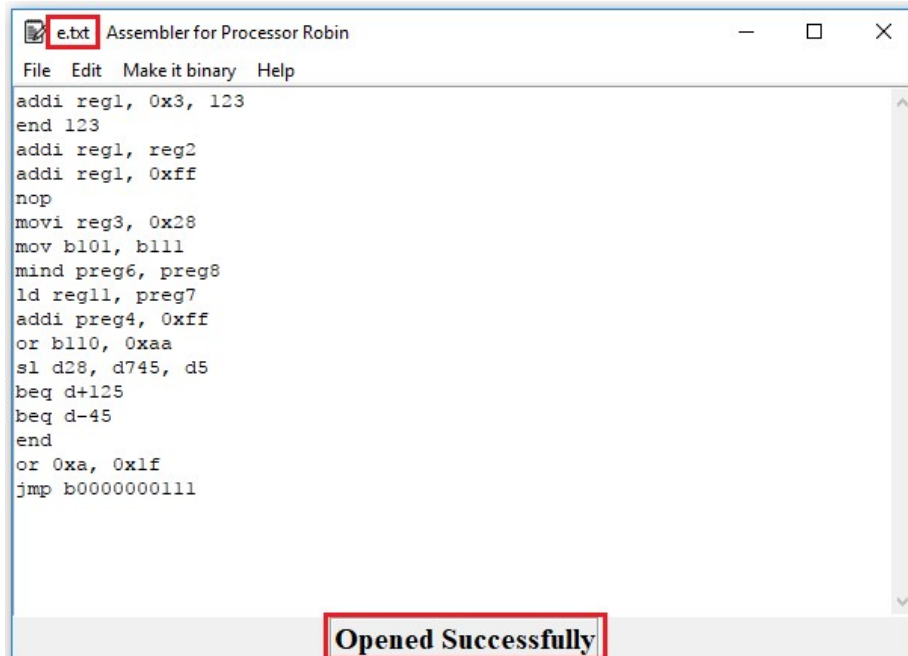 e.txt Assembler for Processor Robin
File Edit Make it binary Help
addi reg1, 0x3, 123
end 123
addi reg1, reg2
addi reg1, 0xff
nop
movi reg3, 0x28
mov b101, b111
mind preg6, preg8
ld reg11, preg7
addi preg4, 0xff
or b110, 0xaa
sl d28, d745, d5
beq d+125
beq d-45
end
or 0xa, 0x1f
jmp b0000000111
Opened Successfully